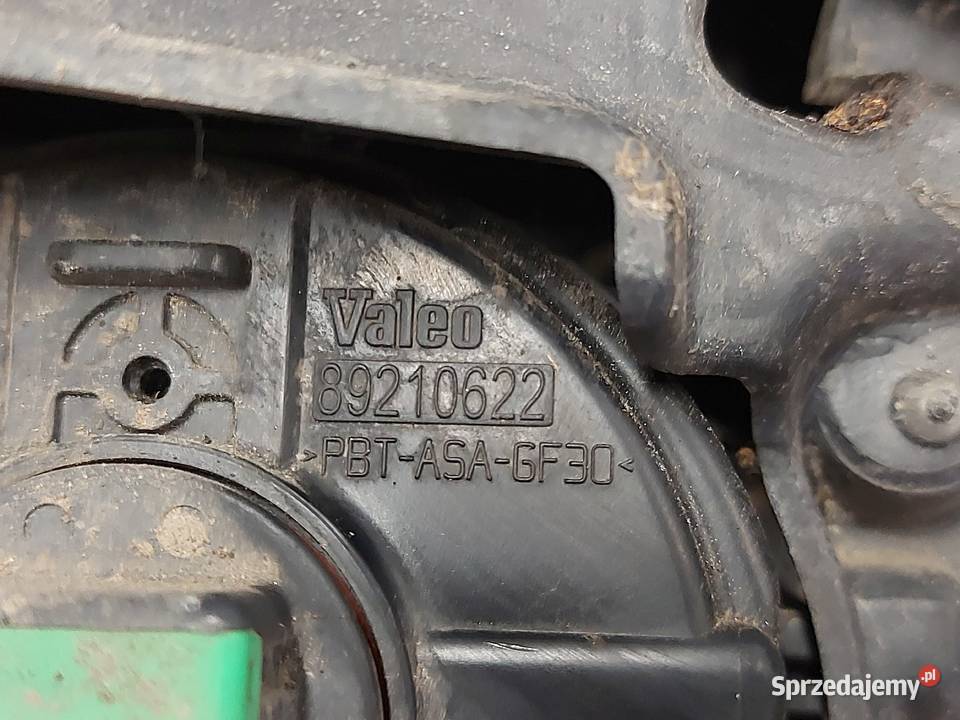 Valeo
89210622
>PBT-ASA-GF30<
Sprzedajemy.pl